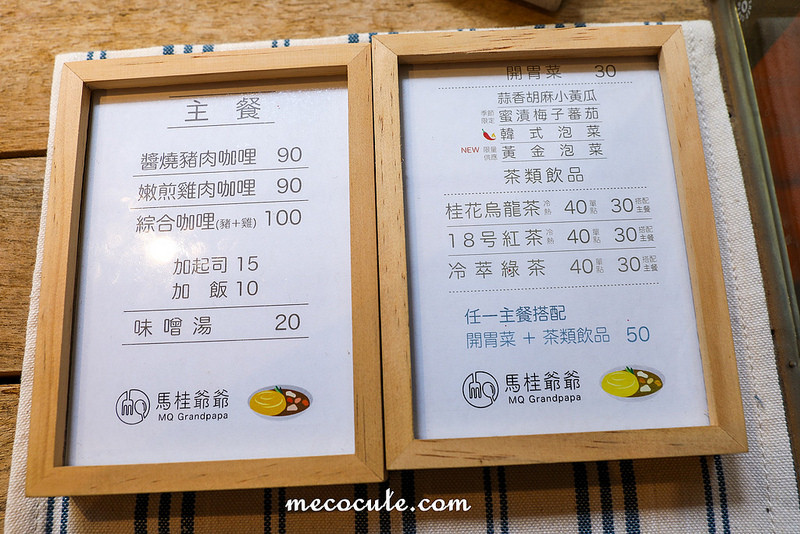 主 餐
醬燒豬肉咖哩 90
嫩煎雞肉咖哩 90
綜合咖哩(豬+雞) 100
加起司 15
加 飯 10
味噌湯 20
馬桂爺爺
MQ Grandpapa
開胃菜 30
蒜香胡麻小黃瓜
季節限定 蜜漬梅子蕃茄
韓式泡菜
NEW 限量供應 黃金泡菜
茶類飲品
桂花烏龍茶 冷熱 40 單點 30 搭配主餐
18号紅茶 冷熱 40 單點 30 搭配主餐
冷萃綠茶 40 單點 30 搭配主餐
任一主餐搭配
開胃菜 + 茶類飲品 50
馬桂爺爺
MQ Grandpapa
mecocute.com